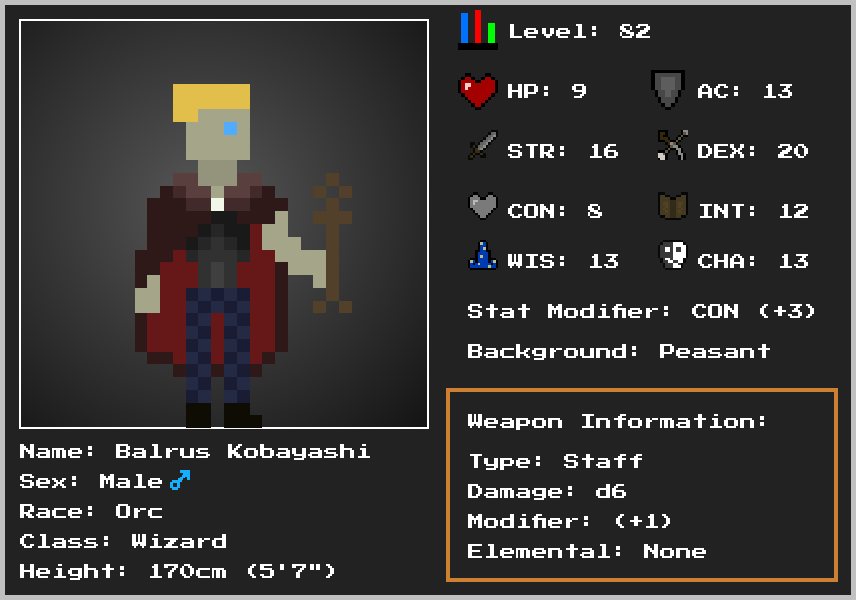 Level: 82
HP: 9
AC: 13
STR: 16
DEX: 20
CON: 8
INT: 12
WIS: 13
CHA: 13
Stat Modifier: CON (+3)
Background: Peasant
Weapon Information:
Type: Staff
Damage: d6
Modifier: (+1)
Elemental: None
Name: Balrus Kobayashi
Sex: Male♂
Race: Orc
Class: Wizard
Height: 170cm (5'7")